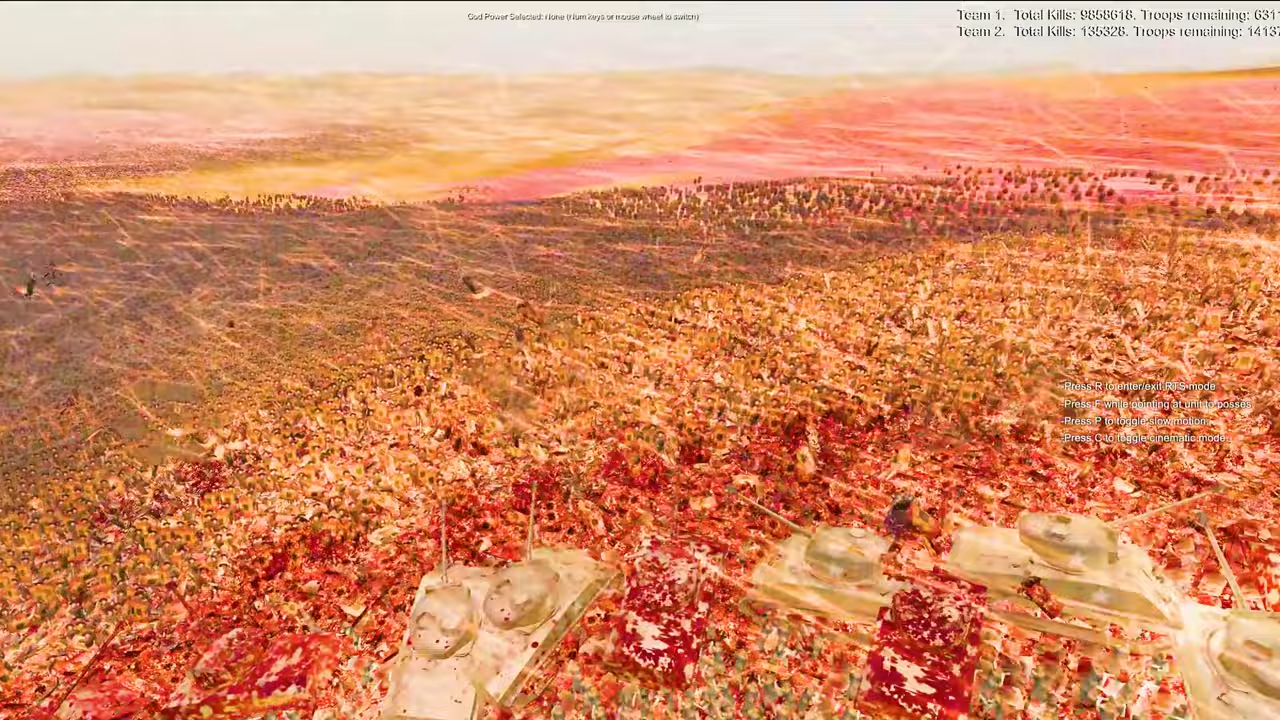 God Power Selected: None (Num keys or mouse wheel to switch)
Team 1. Total Kills: 9858618. Troops remaining: 631
Team 2. Total Kills: 135328. Troops remaining: 1413
-Press R to enter/exit RTS mode
-Press F while pointing at unit to posses
-Press P to toggle slow motion.
-Press C to toggle cinematic mode.